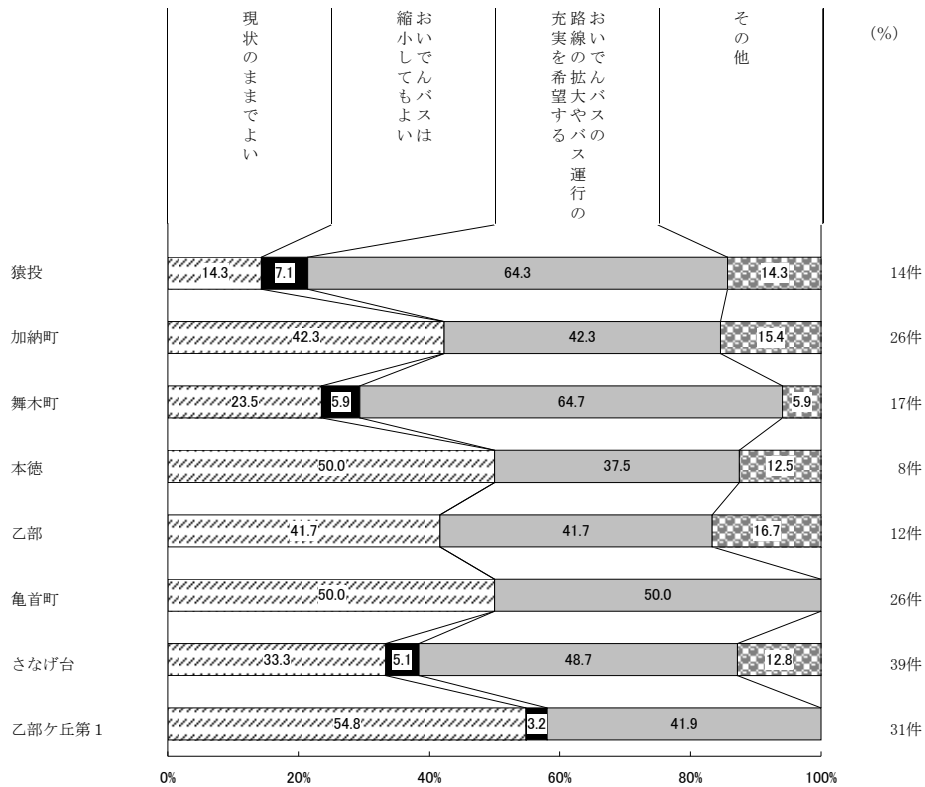 (%)
現状のままでよい
おいでんバスは
縮小してもよい
おいでんバスの
路線の拡大やバス運行の
充実を希望する
その他
猿投 14.3 7.1 64.3 14.3 14件
加納町 42.3 42.3 15.4 26件
舞木町 23.5 5.9 64.7 5.9 17件
本徳 50.0 37.5 12.5 8件
乙部 41.7 41.7 16.7 12件
亀首町 50.0 50.0 26件
さなげ台 33.3 5.1 48.7 12.8 39件
乙部ケ丘第1 54.8 3.2 41.9 31件
0% 20% 40% 60% 80% 100%